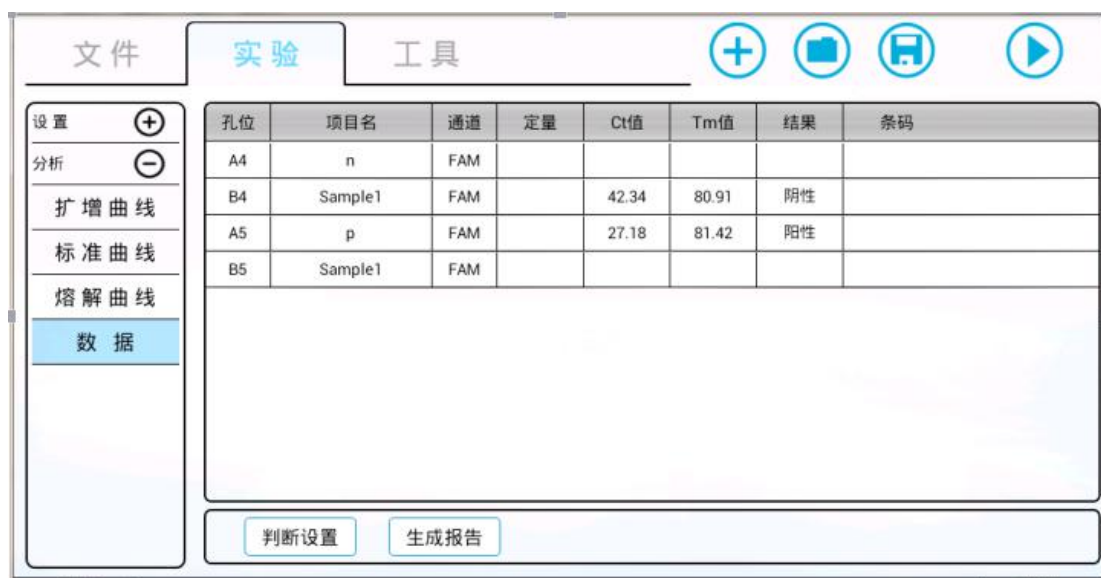 文件 实验 工具
设置
分析
扩增曲线
标准曲线
熔解曲线
数据
孔位 项目名 通道 定量 Ct值 Tm值 结果 条码
A4 n FAM
B4 Sample1 FAM 42.34 80.91 阴性
A5 p FAM 27.18 81.42 阳性
B5 Sample1 FAM
判断设置 生成报告